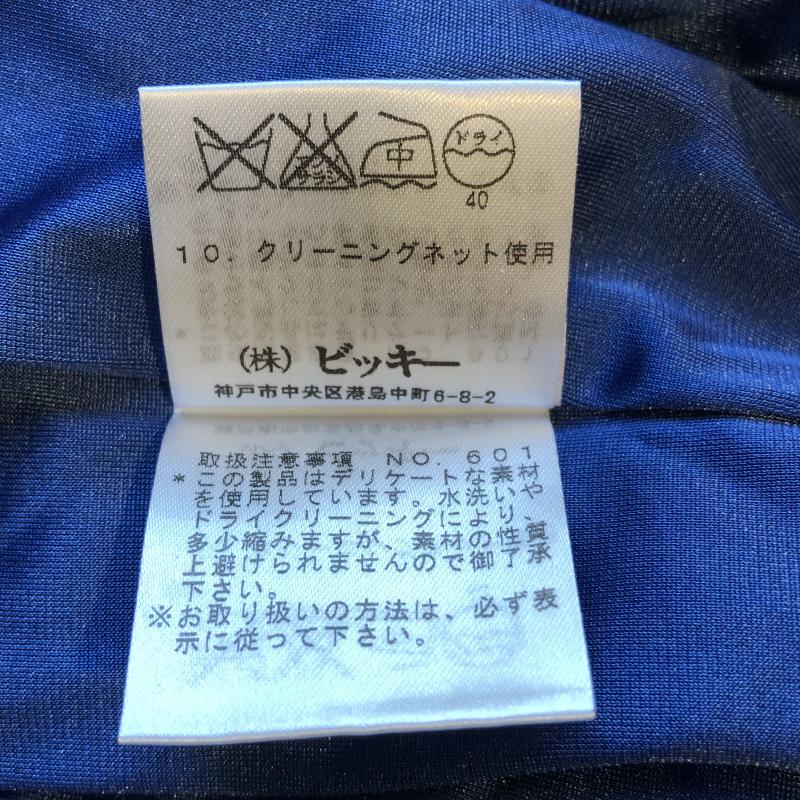 エンソ
サラシ
中
ドライ
40
10. クリーニングネット使用
(株) ビッキー
神戸市中央区港島中町6-8-2
取扱注意事項 NO. 601
*この製品はデリケートな素材
を使用しています。水洗いや、
ドライクリーニングにより、
多少縮みますが、素材の性質
上避けられませんので御了承
下さい。
※お取り扱いの方法は、必ず表
示に従って下さい。